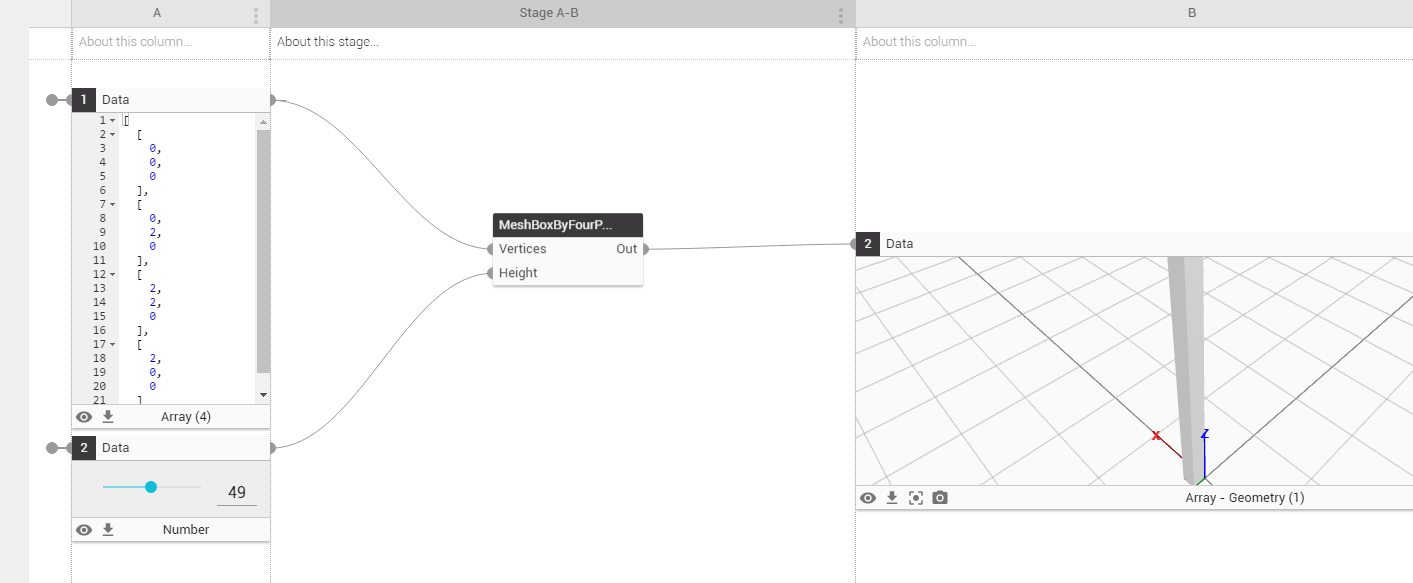 A
Stage A-B
B
About this column...
About this stage...
About this column...
1 Data
1 [
2 [
3 0,
4 0,
5 0
6 ],
7 [
8 0,
9 2,
10 0
11 ],
12 [
13 2,
14 2,
15 0
16 ],
17 [
18 2,
19 0,
20 0
21 ]
Array (4)
2 Data
49
Number
MeshBoxByFourP...
Vertices Out
Height
2 Data
X
Z
Array - Geometry (1)